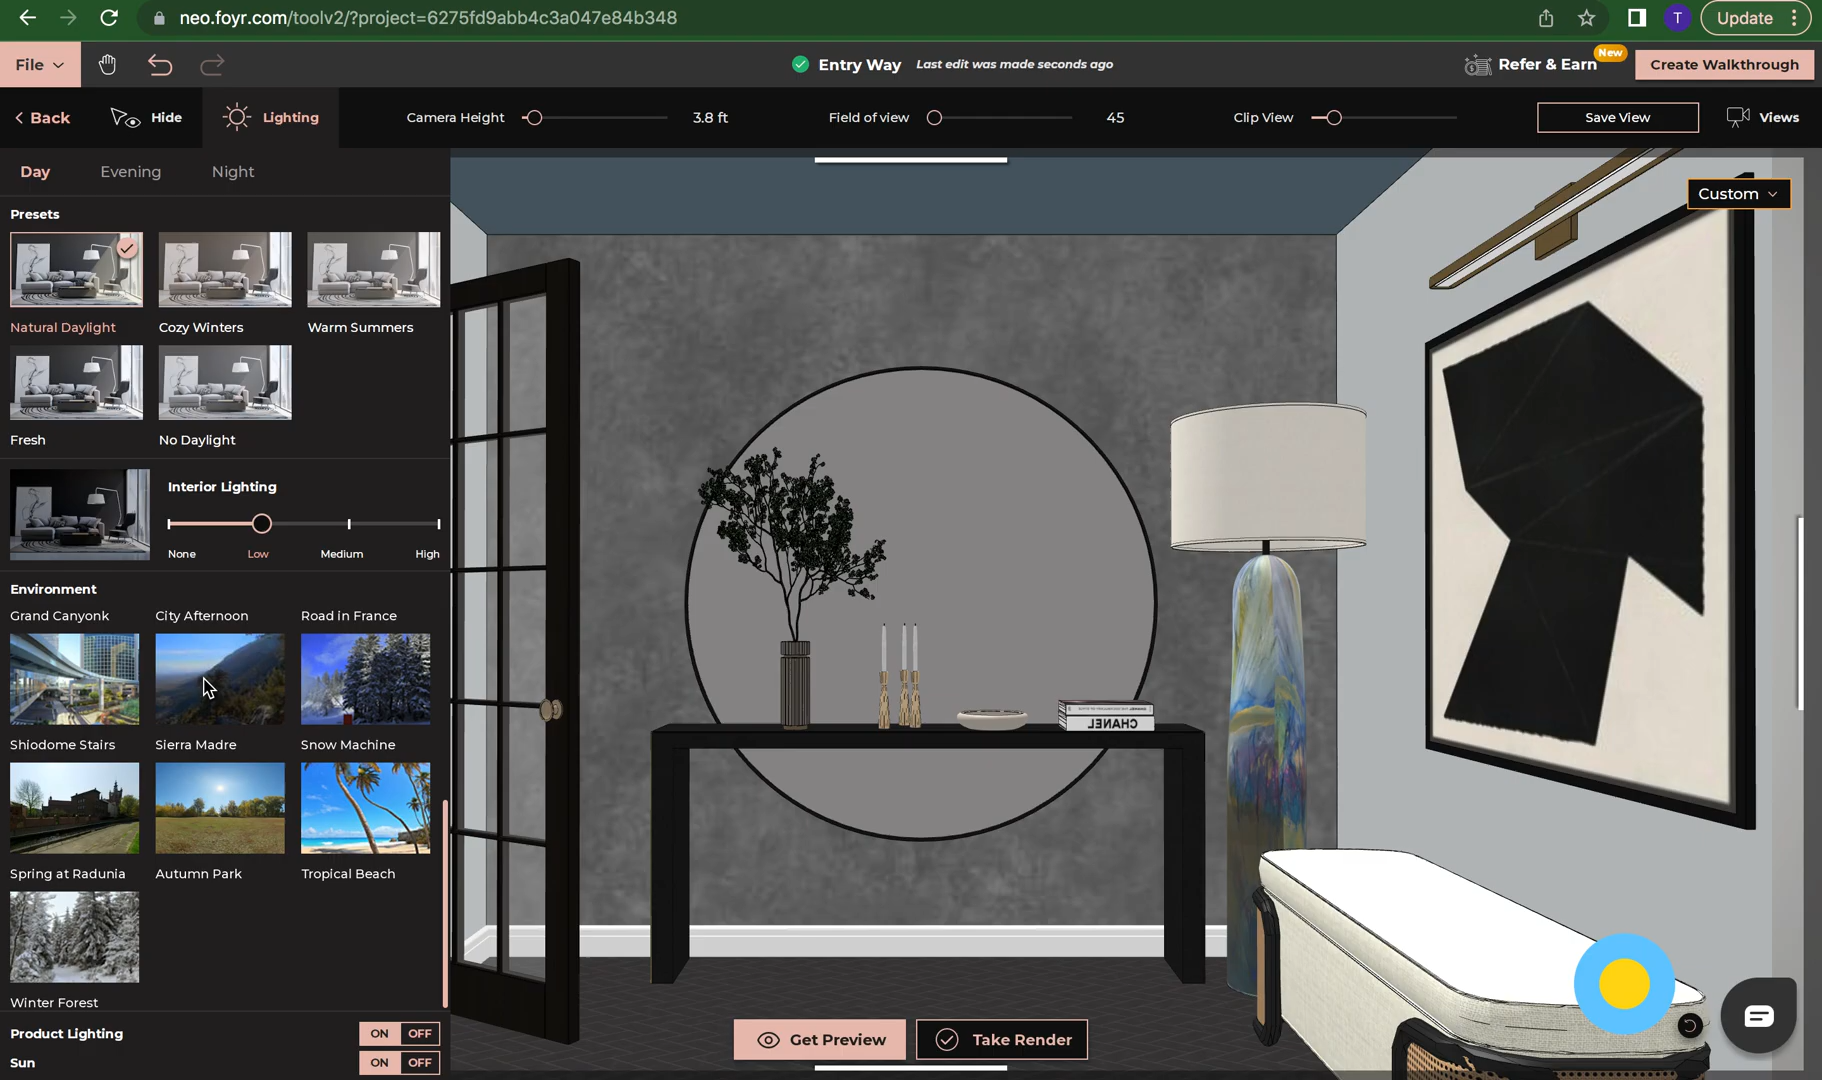 neo.foyr.com/toolv2/?project=6275fd9abb4c3a047e84b348
T
Update
File
Entry Way
Last edit was made seconds ago
Refer & Earn
New
Create Walkthrough
Back
Hide
Lighting
Camera Height
3.8 ft
Field of view
45
Clip View
Save View
Views
Day
Evening
Night
Custom
Presets
Natural Daylight
Cozy Winters
Warm Summers
Fresh
No Daylight
Interior Lighting
None
Low
Medium
High
Environment
Grand Canyonk
City Afternoon
Road in France
Shiodome Stairs
Sierra Madre
Snow Machine
Spring at Radunia
Autumn Park
Tropical Beach
Winter Forest
Product Lighting
ON
OFF
Sun
ON
OFF
CHANEL
Get Preview
Take Render